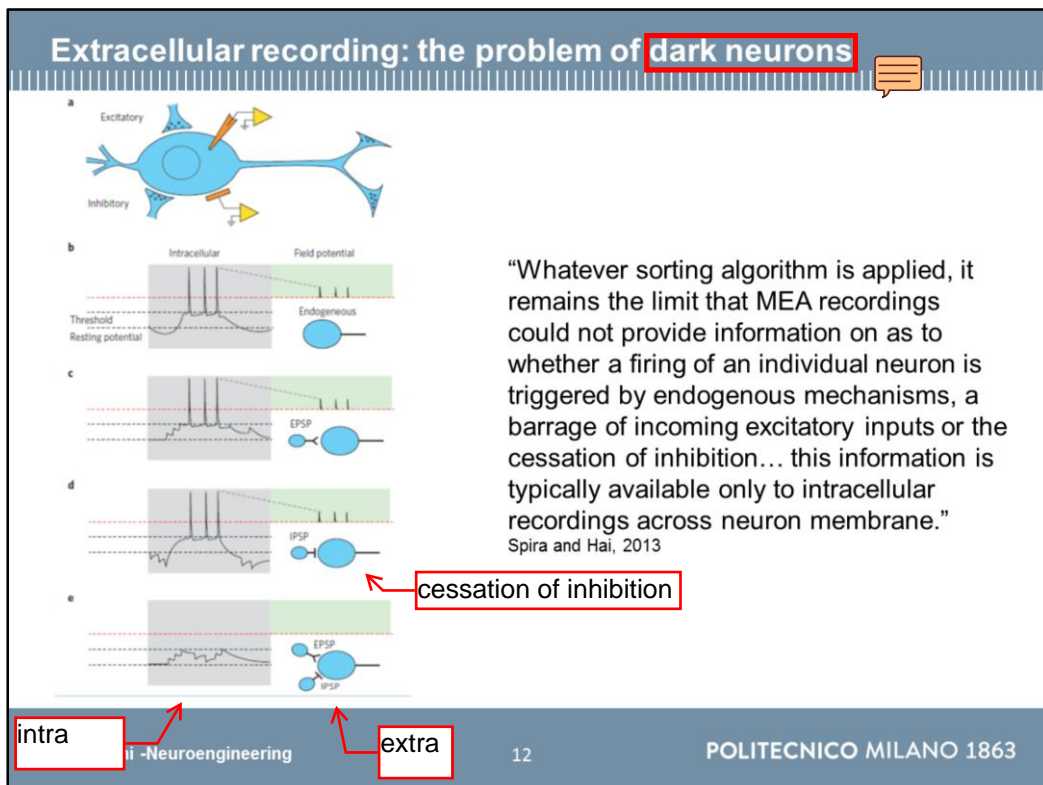 Extracellular recording: the problem of dark neurons
a
Excitatory
Inhibitory
b
Intracellular
Field potential
Endogeneous
Threshold
Resting potential
c
EPSP
d
IPSP
cessation of inhibition
e
EPSP
IPSP
“Whatever sorting algorithm is applied, it
remains the limit that MEA recordings
could not provide information on as to
whether a firing of an individual neuron is
triggered by endogenous mechanisms, a
barrage of incoming excitatory inputs or the
cessation of inhibition… this information is
typically available only to intracellular
recordings across neuron membrane.”
Spira and Hai, 2013
intra
extra
-Neuroengineering
12
POLITECNICO MILANO 1863